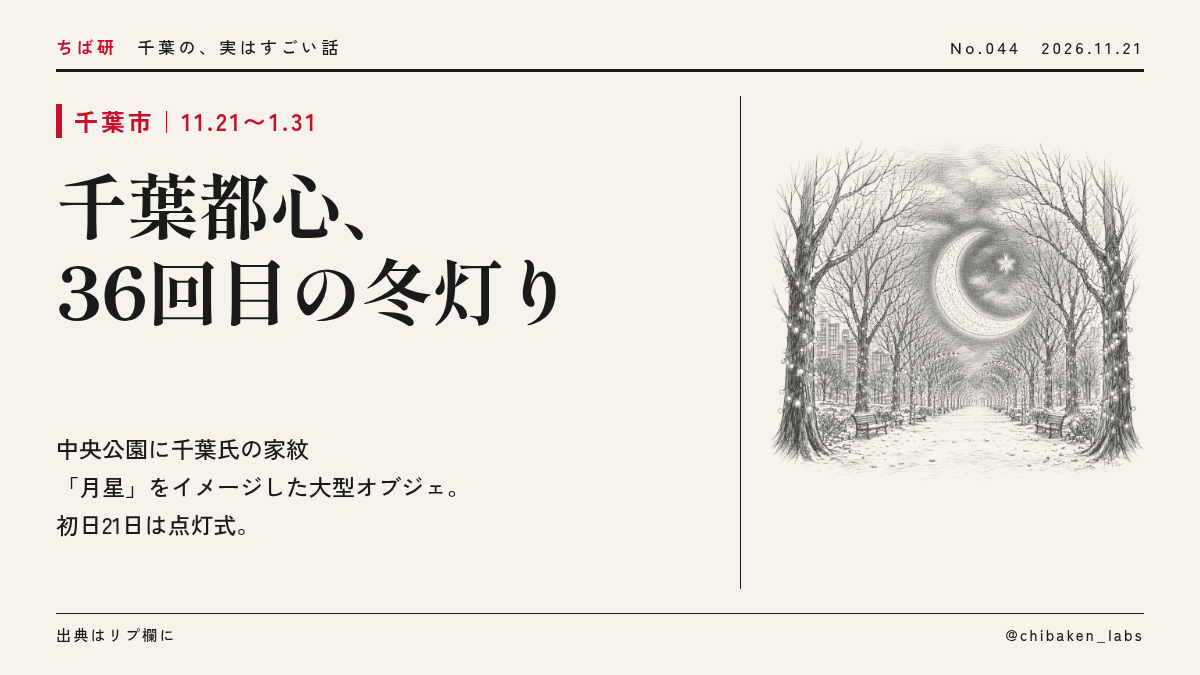 ちば研 千葉の、実はすごい話
No.044 2026.11.21
千葉市｜11.21〜1.31
千葉都心、
36回目の冬灯り
中央公園に千葉氏の家紋
「月星」をイメージした大型オブジェ。
初日21日は点灯式。
出典はリプ欄に
@chibaken_labs